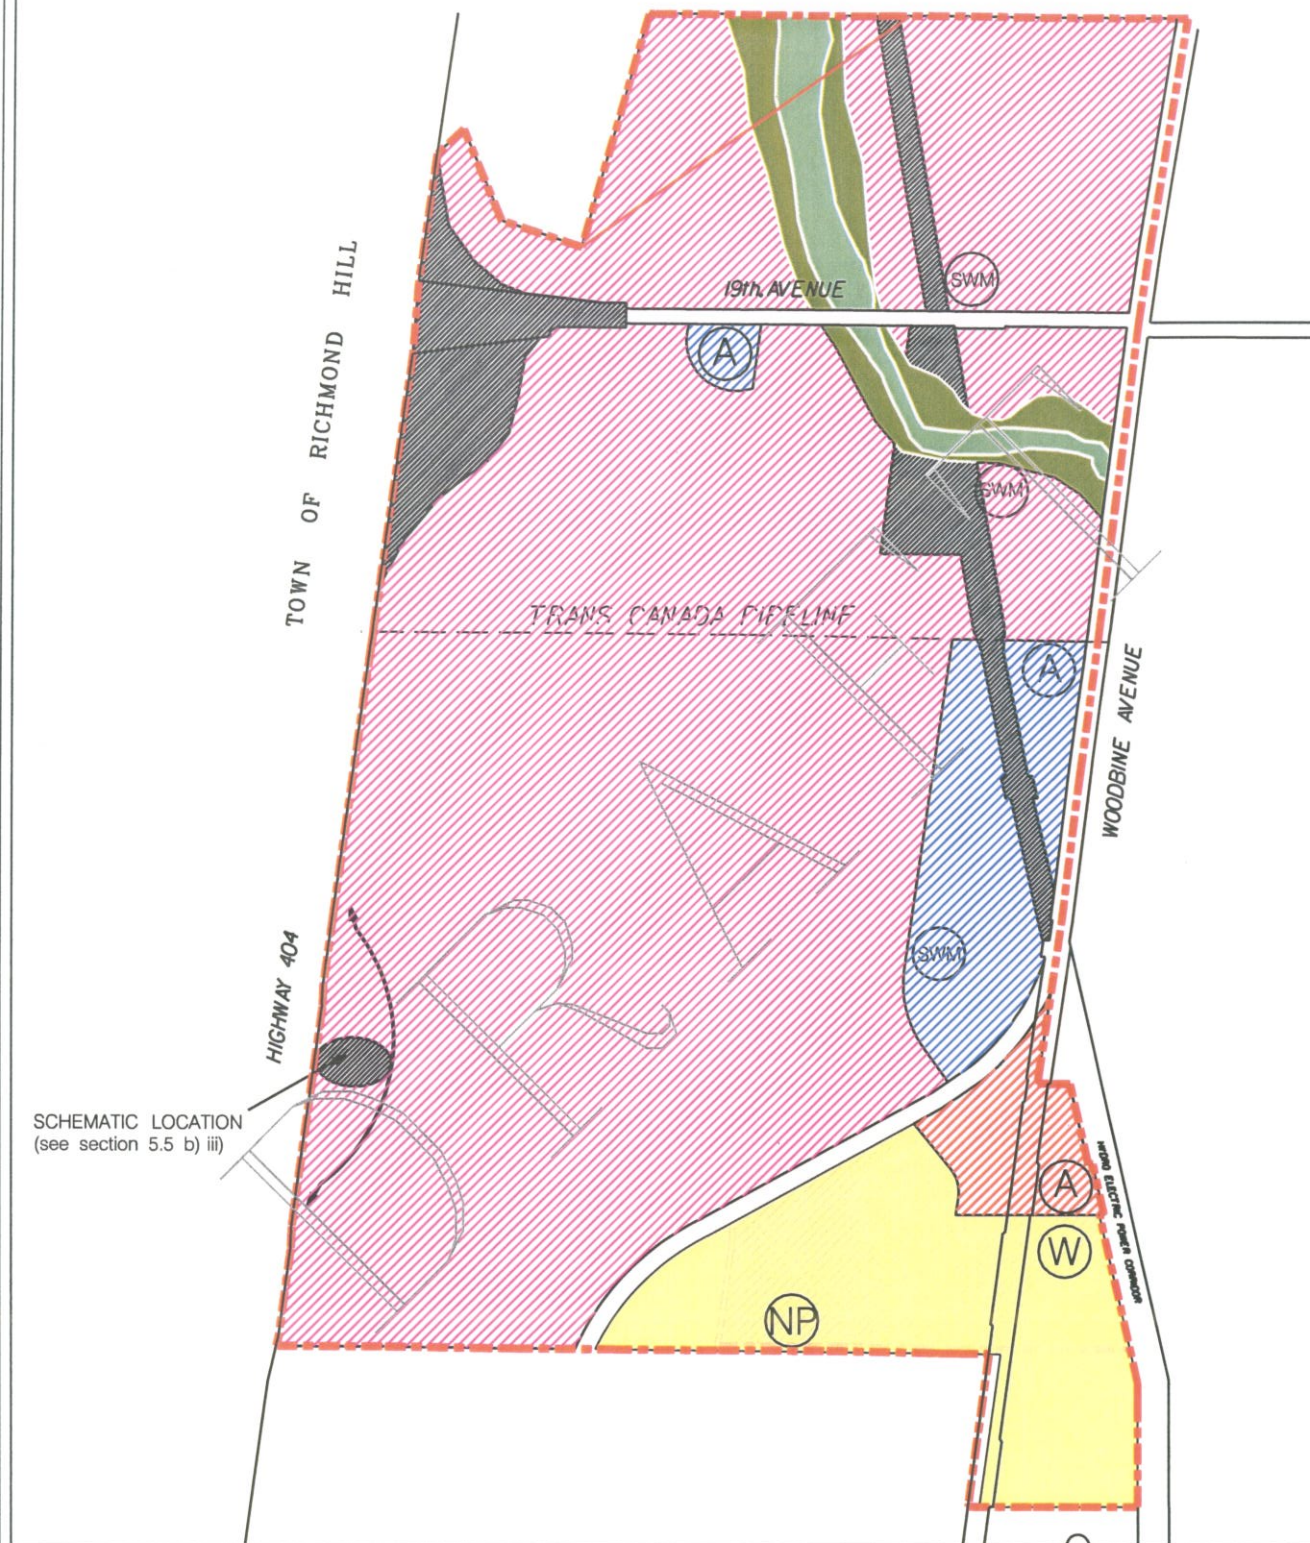 19th. AVENUE
SWM
A
TOWN OF RICHMOND HILL
SWM
TRANS CANADA PIPELINE
A
WOODBINE AVENUE
SWM
HIGHWAY 404
SCHEMATIC LOCATION
(see section 5.5 b) iii)
A
HYDRO ELECTRIC POWER CORRIDOR
W
NP
DRAFT